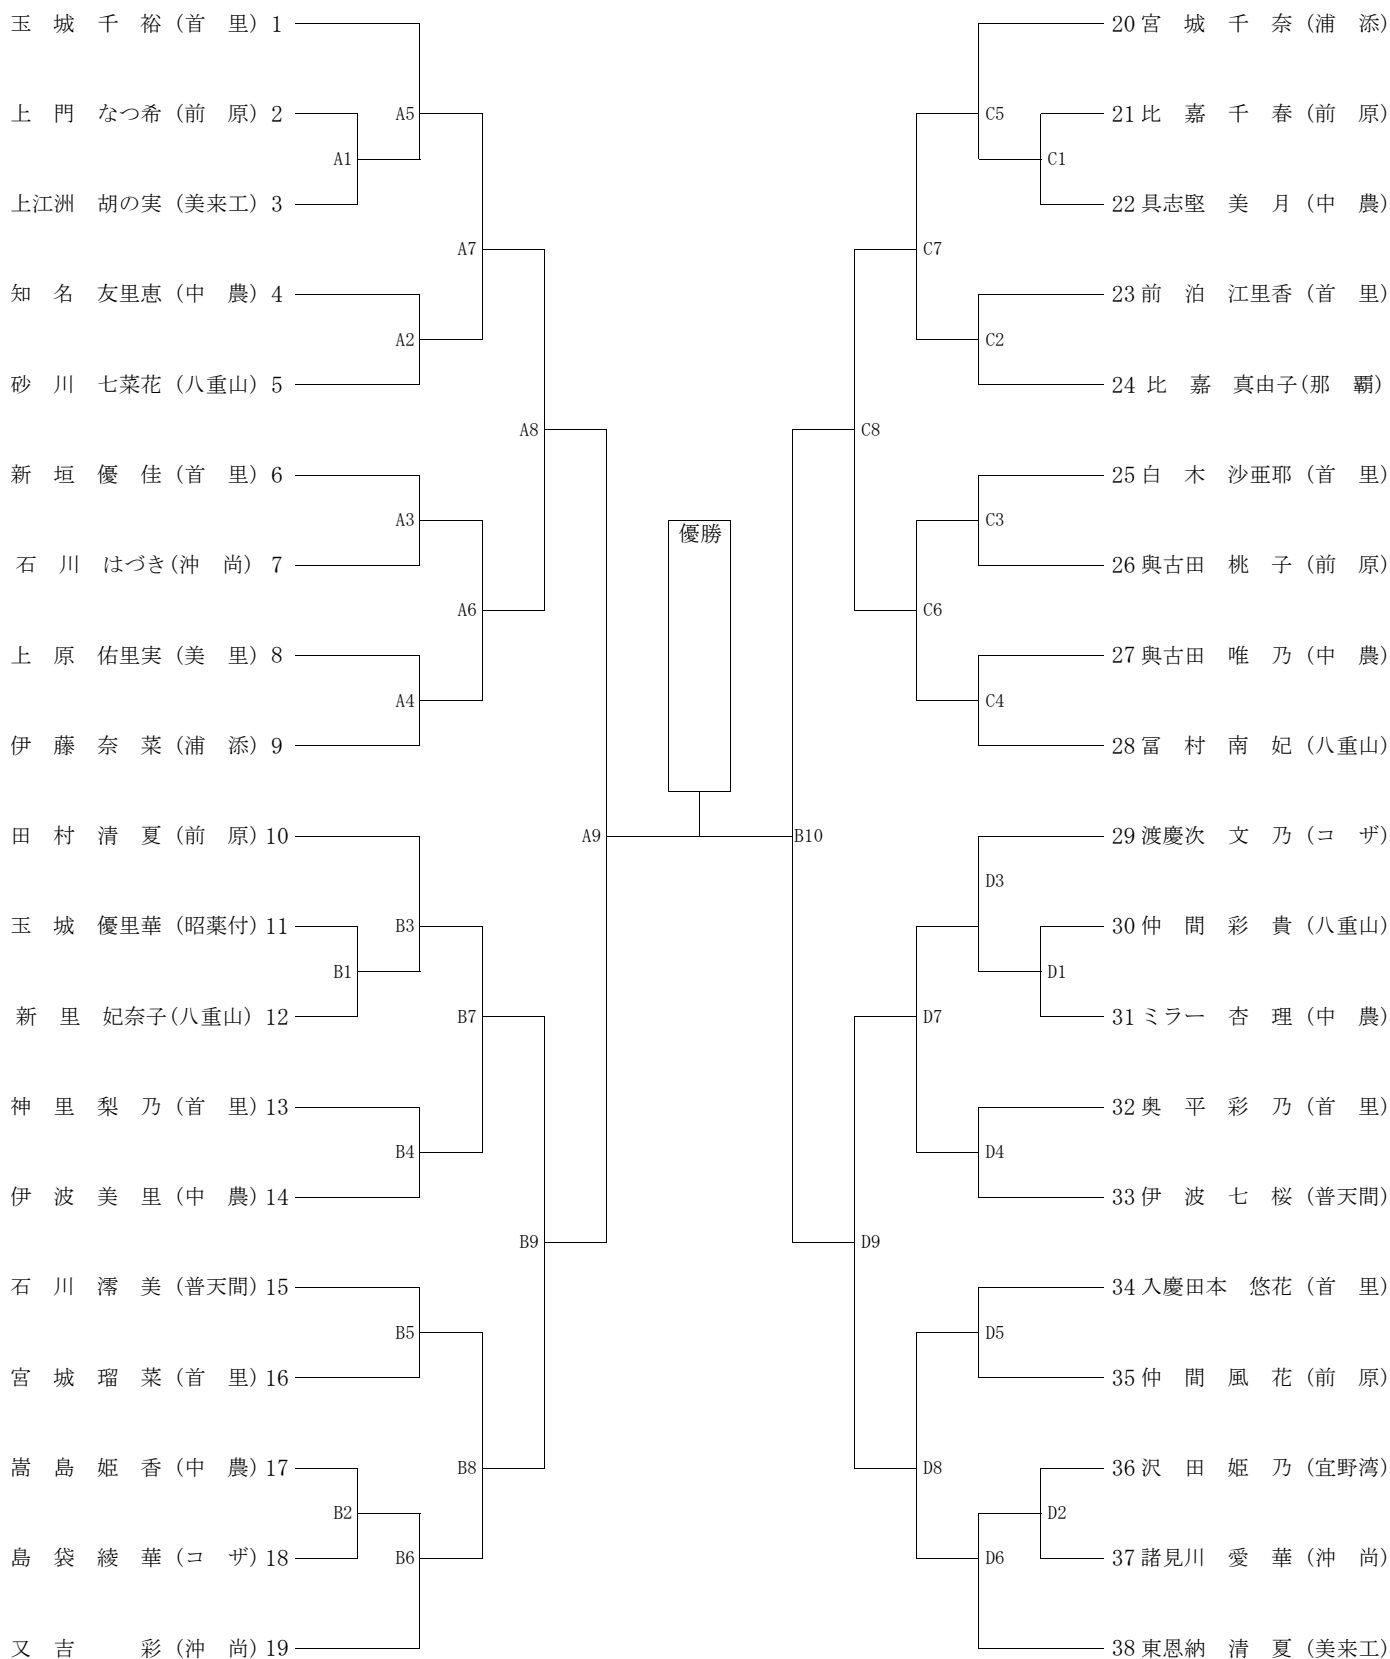 玉　城　千　裕 (首　里) 1
上　門　なつ希 (前　原) 2
A5
A1
上江洲　胡の実 (美来工) 3
A7
知　名　友里恵 (中　農) 4
A2
砂　川　七菜花 (八重山) 5
A8
新　垣　優　佳 (首　里) 6
A3
石　川　はづき(沖　尚) 7
A6
上　原　佑里実 (美　里) 8
A4
伊　藤　奈　菜 (浦　添) 9
田　村　清　夏 (前　原) 10
A9
玉　城　優里華 (昭薬付) 11
B3
B1
新　里　妃奈子(八重山) 12
B7
神　里　梨　乃 (首　里) 13
B4
伊　波　美　里 (中　農) 14
B9
石　川　澪　美 (普天間) 15
B5
宮　城　瑠　菜 (首　里) 16
嵩　島　姫　香 (中　農) 17
B8
B2
島　袋　綾　華 (コ　ザ) 18
B6
又　吉　　　彩 (沖　尚) 19
優勝
20 宮　城　千　奈 (浦　添)
C5
21 比　嘉　千　春 (前　原)
C1
22 具志堅　美　月 (中　農)
C7
23 前　泊　江里香 (首　里)
C2
24 比　嘉　真由子(那　覇)
C8
25 白　木　沙亜耶 (首　里)
C3
26 與古田　桃　子 (前　原)
C6
27 與古田　唯　乃 (中　農)
C4
28 冨　村　南　妃 (八重山)
B10
29 渡慶次　文　乃 (コ　ザ)
D3
30 仲　間　彩　貴 (八重山)
D1
31 ミラー　杏　理 (中　農)
D7
32 奥　平　彩　乃 (首　里)
D4
33 伊　波　七　桜 (普天間)
D9
34 入慶田本　悠花 (首　里)
D5
35 仲　間　風　花 (前　原)
D8
36 沢　田　姫　乃 (宜野湾)
D2
37 諸見川　愛　華 (沖　尚)
D6
38 東恩納　清　夏 (美来工)